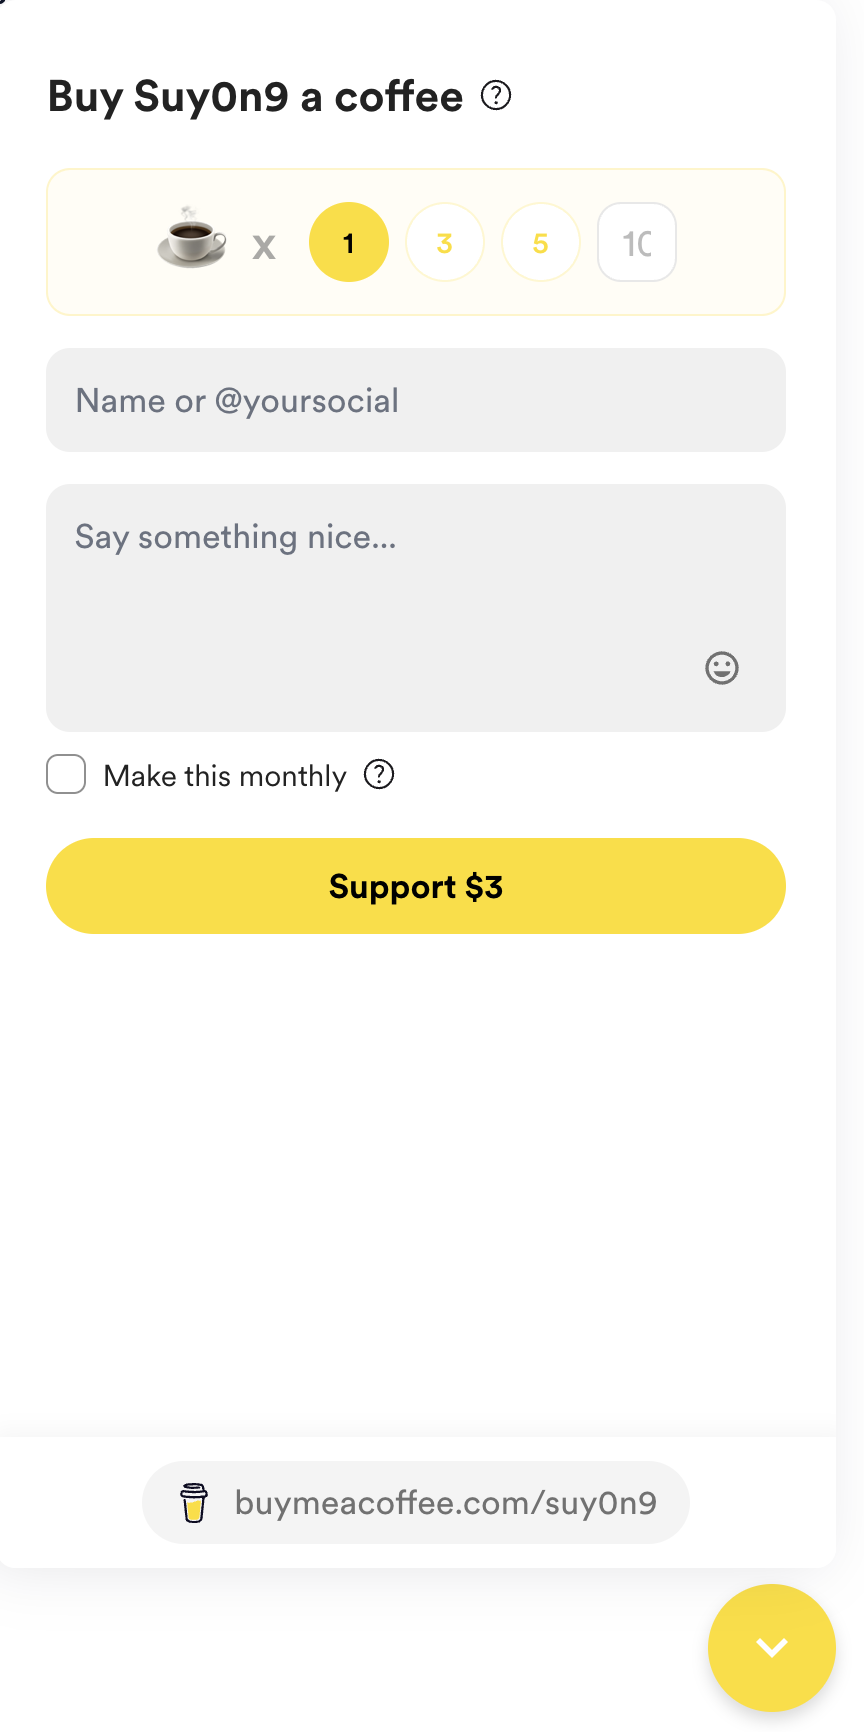 Buy Suy0n9 a coffee ?
x 1 3 5 10
Name or @yoursocial
Say something nice...
Make this monthly ?
Support $3
buymeacoffee.com/suy0n9